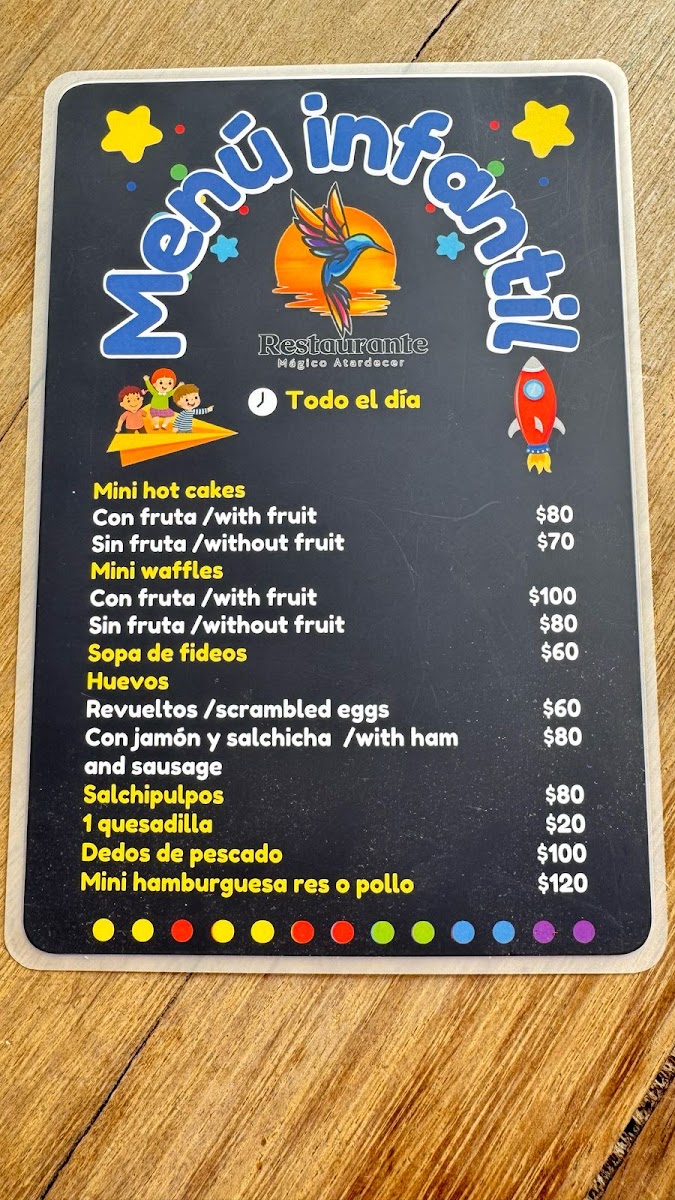 Menú infantil
Restaurante
Mágico Atardecer
Todo el día
Mini hot cakes
Con fruta /with fruit $80
Sin fruta /without fruit $70
Mini waffles
Con fruta /with fruit $100
Sin fruta /without fruit $80
Sopa de fideos $60
Huevos
Revueltos /scrambled eggs $60
Con jamón y salchicha /with ham $80
and sausage
Salchipulpos $80
1 quesadilla $20
Dedos de pescado $100
Mini hamburguesa res o pollo $120